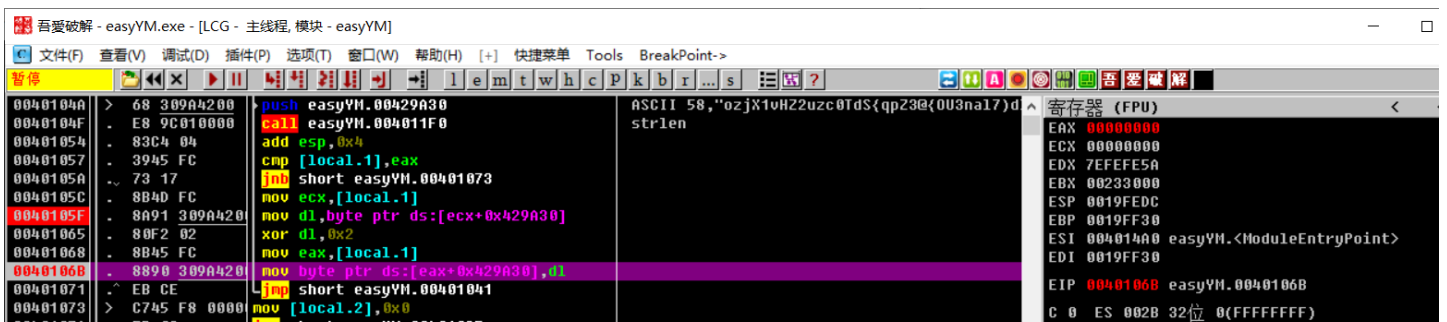 吾愛破解 - easyYM.exe - [LCG - 主线程, 模块 - easyYM]
C 文件(F) 查看(V) 调试(D) 插件(P) 选项(T) 窗口(W) 帮助(H) [+] 快捷菜单 Tools BreakPoint->
暂停 l e m t w h c P k b r ... s ? 吾 爱 破 解
0040104A > 68 309A4200 push easyYM.00429A30 ASCII 58,"ozjX1vHZ2uzc0TdS{qpZ3@{OU3nal7)d
0040104F . E8 9C010000 call easyYM.004011F0 strlen
00401054 . 83C4 04 add esp,0x4
00401057 . 3945 FC cmp [local.1],eax
0040105A . 73 17 jnb short easyYM.00401073
0040105C . 8B4D FC mov ecx,[local.1]
0040105F . 8A91 309A420 mov dl,byte ptr ds:[ecx+0x429A30]
00401065 . 80F2 02 xor dl,0x2
00401068 . 8B45 FC mov eax,[local.1]
0040106B . 8890 309A420 mov byte ptr ds:[eax+0x429A30],dl
00401071 .^ EB CE jmp short easyYM.00401041
00401073 > C745 F8 0000 mov [local.2],0x0
寄存器 (FPU) <
EAX 00000000
ECX 00000000
EDX 7EFEFE5A
EBX 00233000
ESP 0019FEDC
EBP 0019FF30
ESI 004014A0 easyYM.<ModuleEntryPoint>
EDI 0019FF30
EIP 0040106B easyYM.0040106B
C 0 ES 002B 32位 0(FFFFFFFF)